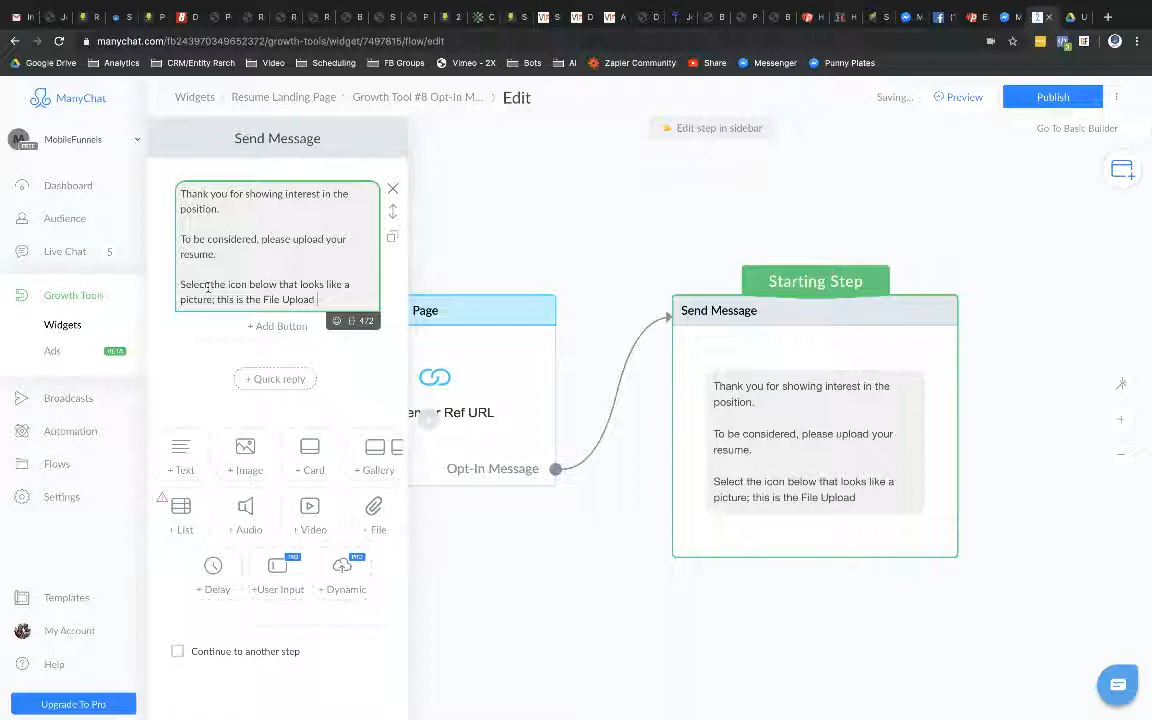 manychat.com/fb243970349652372/growth-tools/widget/7497815/flow/edit
Google Drive
Analytics
CRM/Entity Rsrch
Video
Scheduling
FB Groups
Vimeo - 2X
Bots
AI
Zapier Community
Share
Messenger
Punny Plates
ManyChat
Widgets
Resume Landing Page
Growth Tool #8 Opt-In M...
Edit
Saving...
Preview
Publish
Edit step in sidebar
Go To Basic Builder
MobileFunnels
FREE
Dashboard
Audience
Live Chat 5
Growth Tools
Widgets
Ads BETA
Broadcasts
Automation
Flows
Settings
Templates
My Account
Help
Upgrade To Pro
Send Message
Thank you for showing interest in the
position.
To be considered, please upload your
resume.
Select the icon below that looks like a
picture; this is the File Upload
472
+ Add Button
+ Quick reply
+ Text
+ Image
+ Card
+ Gallery
+ List
+ Audio
+ Video
+ File
PRO
PRO
+ Delay
+User Input
+ Dynamic
Continue to another step
Page
Ref URL
Opt-In Message
Starting Step
Send Message
Thank you for showing interest in the
position.
To be considered, please upload your
resume.
Select the icon below that looks like a
picture; this is the File Upload